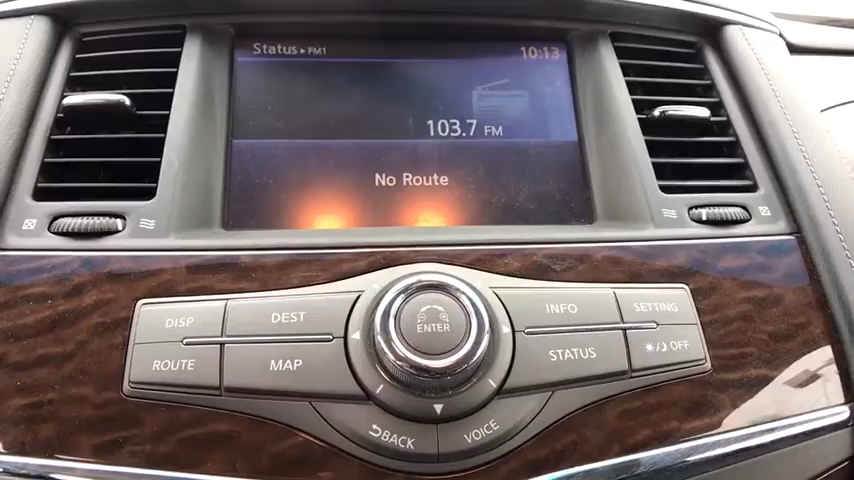 Status ▸ FM1
10:13
103.7 FM
No Route
DISP
DEST
ROUTE
MAP
ENTER
INFO
SETTING
STATUS
OFF
BACK
VOICE